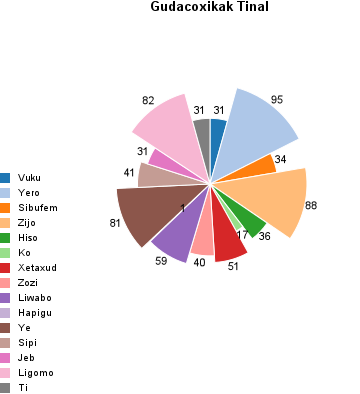 Gudacoxikak Tinal
31
31
95
82
34
31
41
88
1
17
36
81
59
40
51
Vuku
Yero
Sibufem
Zijo
Hiso
Ko
Xetaxud
Zozi
Liwabo
Hapigu
Ye
Sipi
Jeb
Ligomo
Ti